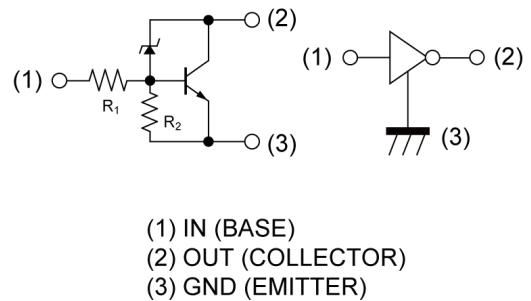 (2)
(1)
R1
R2
(3)
(1)
(2)
(3)
(1) IN (BASE)
(2) OUT (COLLECTOR)
(3) GND (EMITTER)